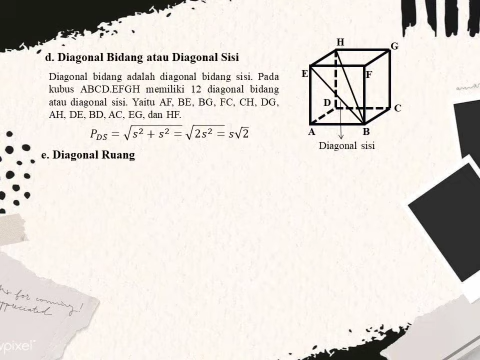 d. Diagonal Bidang atau Diagonal Sisi
Diagonal bidang adalah diagonal bidang sisi. Pada
kubus ABCD.EFGH memiliki 12 diagonal bidang
atau diagonal sisi. Yaitu AF, BE, BG, FC, CH, DG,
AH, DE, BD, AC, EG, dan HF.
P_DS = √(s² + s² =) √(2s² =) s√2
e. Diagonal Ruang
H
G
E
F
D
C
A
B
Diagonal sisi
for coming!